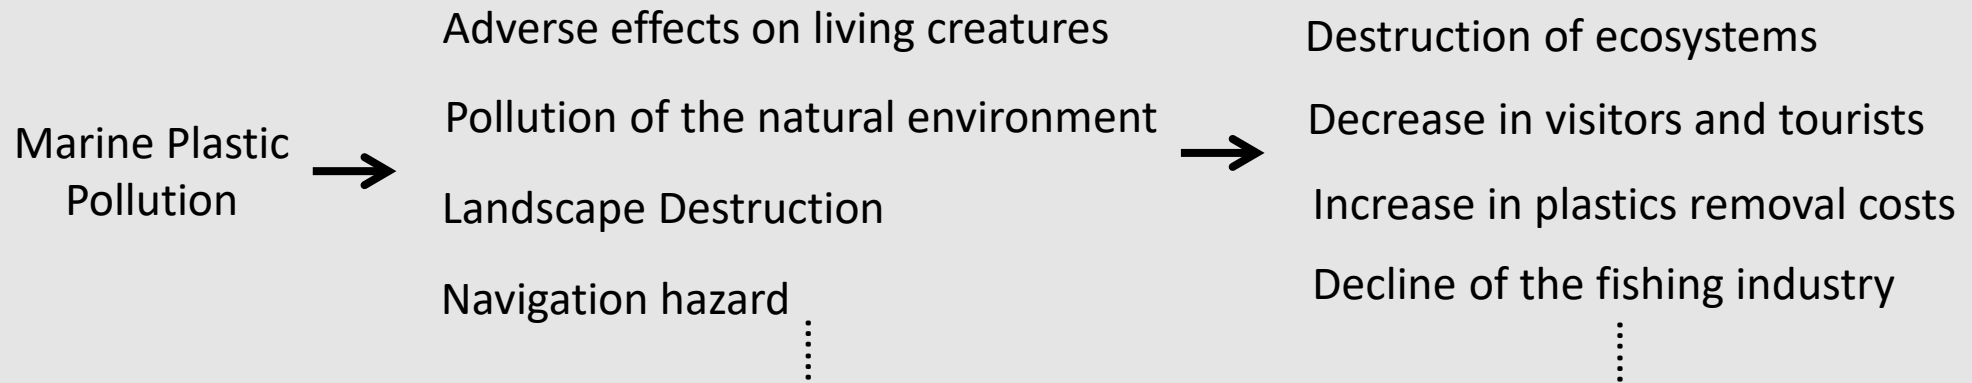 Marine Plastic
Pollution
Adverse effects on living creatures
Pollution of the natural environment
Landscape Destruction
Navigation hazard
Destruction of ecosystems
Decrease in visitors and tourists
Increase in plastics removal costs
Decline of the fishing industry